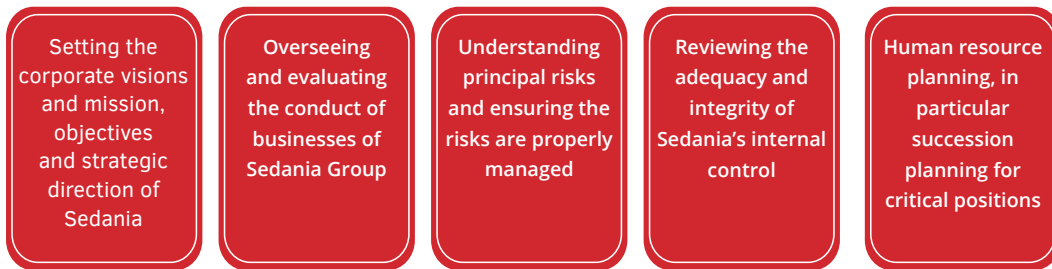 Setting the
corporate visions
and mission,
objectives
and strategic
direction of
Sedania
Overseeing
and evaluating
the conduct of
businesses of
Sedania Group
Understanding
principal risks
and ensuring the
risks are properly
managed
Reviewing the
adequacy and
integrity of
Sedania’s internal
control
Human resource
planning, in
particular
succession
planning for
critical positions